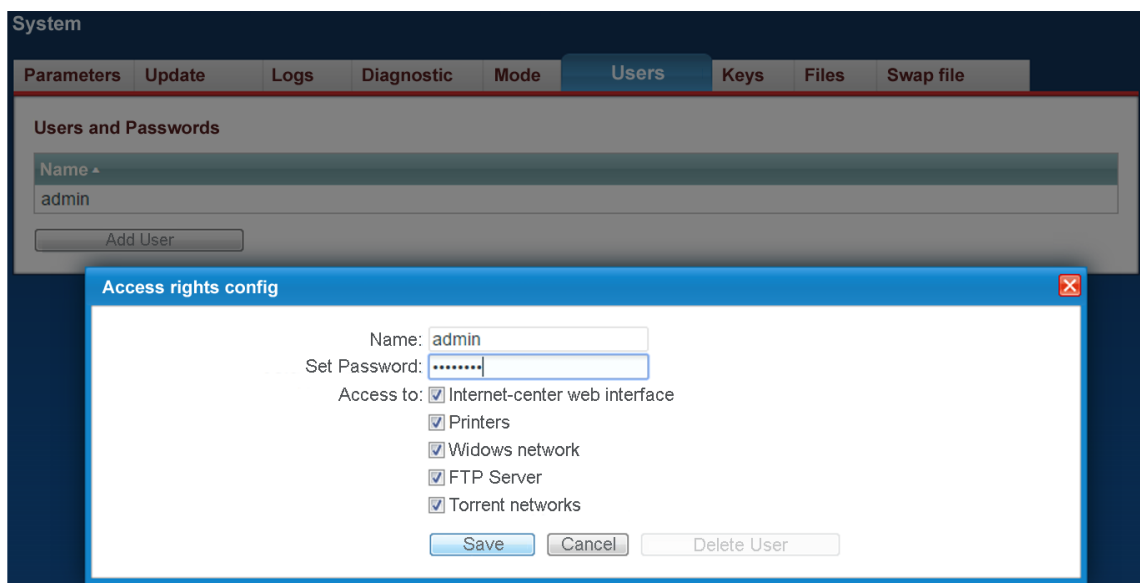 System
Parameters Update Logs Diagnostic Mode Users Keys Files Swap file
Users and Passwords
Name
admin
Add User
Access rights config
Name: admin
Set Password: ••••••••
Access to: Internet-center web interface
Printers
Widows network
FTP Server
Torrent networks
Save Cancel Delete User